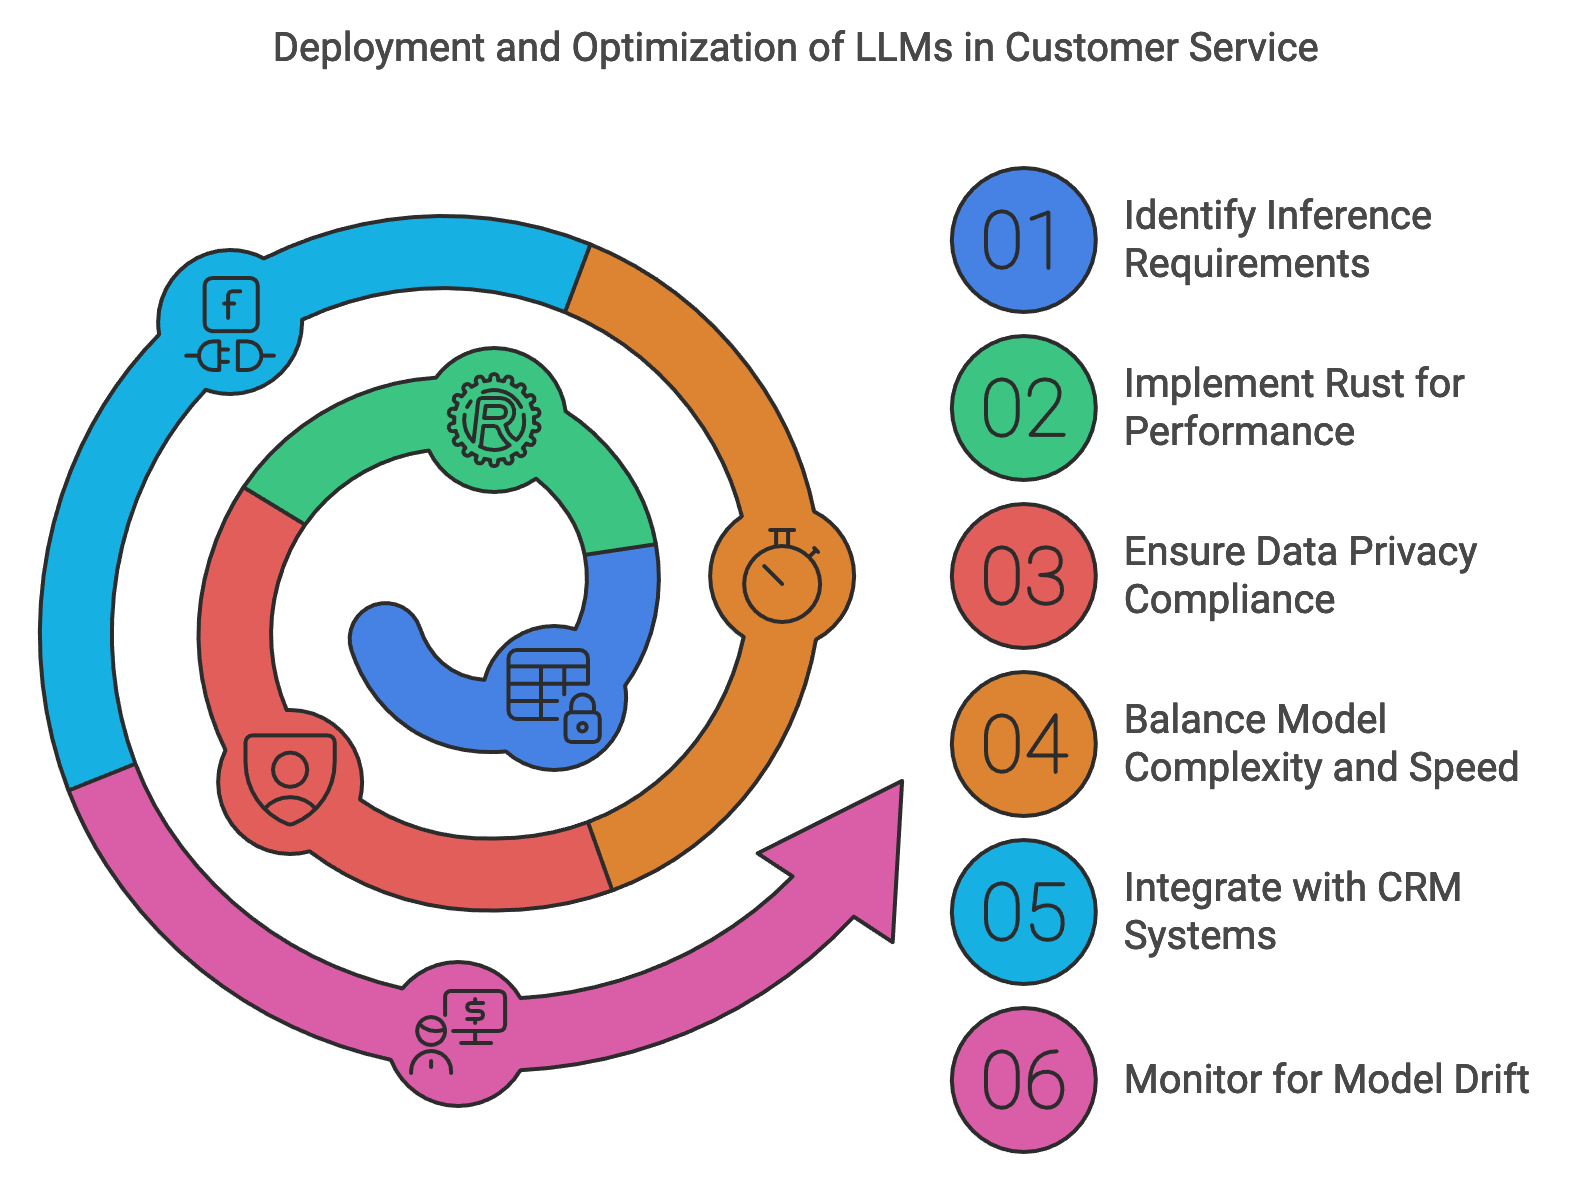 Deployment and Optimization of LLMs in Customer Service
f
R
$
01
Identify Inference
Requirements
02
Implement Rust for
Performance
03
Ensure Data Privacy
Compliance
04
Balance Model
Complexity and Speed
05
Integrate with CRM
Systems
06
Monitor for Model Drift